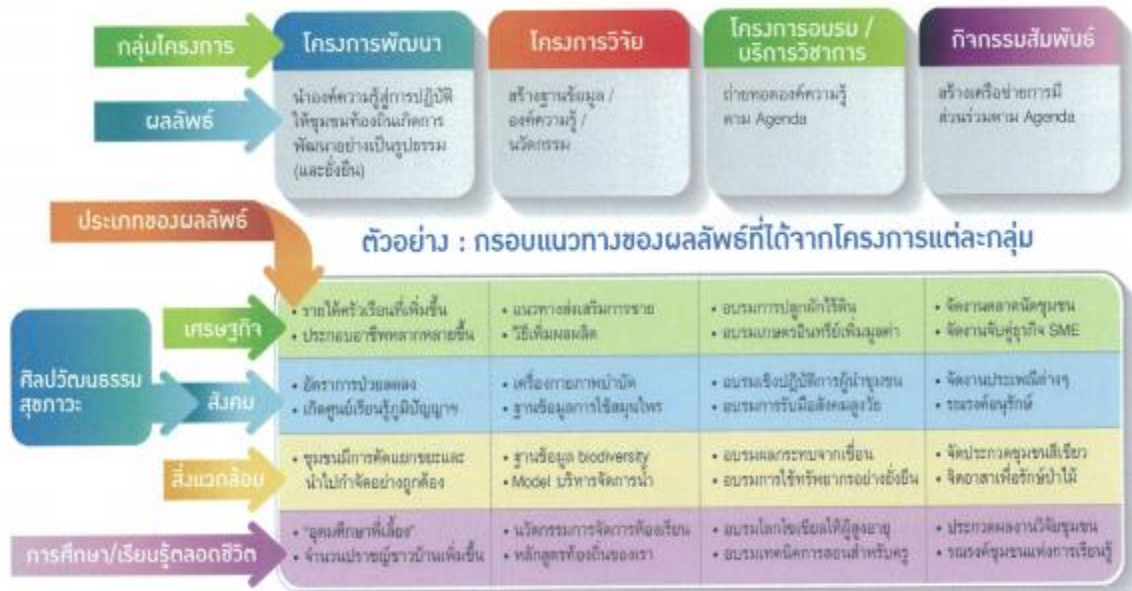 กลุ่มโครงการ
โครงการพัฒนา
โครงการวิจัย
โครงการอบรม /
บริการวิชาการ
กิจกรรมสัมพันธ์
ผลลัพธ์
นำองค์ความรู้สู่การปฏิบัติ
ให้ชุมชนท้องถิ่นเกิดการ
พัฒนาอย่างเป็นรูปธรรม
(และยั่งยืน)
สร้างฐานข้อมูล /
องค์ความรู้ /
นวัตกรรม
ถ่ายทอดองค์ความรู้
ตาม Agenda
สร้างเครือข่ายการมี
ส่วนร่วมตาม Agenda
ประเภทของผลลัพธ์
ตัวอย่าง : กรอบแนวทางของผลลัพธ์ที่ได้จากโครงการแต่ละกลุ่ม
ศิลปวัฒนธรรม
สุขภาวะ
เศรษฐกิจ
• รายได้ครัวเรือนที่เพิ่มขึ้น
• ประกอบอาชีพหลากหลายขึ้น
• แนวทางส่งเสริมการขาย
• วิธีเพิ่มผลผลิต
• อบรมการปลูกผักไร้ดิน
• อบรมเกษตรอินทรีย์เพิ่มมูลค่า
• จัดงานตลาดนัดชุมชน
• จัดงานจับคู่ธุรกิจ SME
สังคม
• อัตราการป่วยลดลง
• เกิดศูนย์เรียนรู้ภูมิปัญญาฯ
• เครื่องกายภาพบำบัด
• ฐานข้อมูลการใช้สมุนไพร
• อบรมเชิงปฏิบัติการผู้นำชุมชน
• อบรมการรับมือสังคมสูงวัย
• จัดงานประเพณีต่างๆ
• รณรงค์อนุรักษ์
สิ่งแวดล้อม
• ชุมชนมีการคัดแยกขยะและ
นำไปกำจัดอย่างถูกต้อง
• ฐานข้อมูล biodiversity
• Model บริหารจัดการน้ำ
• อบรมผลกระทบจากเขื่อน
• อบรมการใช้ทรัพยากรอย่างยั่งยืน
• จัดประกวดชุมชนสีเขียว
• จิตอาสาเพื่อรักษ์ป่าไม้
การศึกษา/เรียนรู้ตลอดชีวิต
• "อุดมศึกษาพี่เลี้ยง"
• จำนวนปราชญ์ชาวบ้านเพิ่มขึ้น
• นวัตกรรมการจัดการห้องเรียน
• หลักสูตรท้องถิ่นของเรา
• อบรมโลกโซเชียลให้ผู้สูงอายุ
• อบรมเทคนิคการสอนสำหรับครู
• ประกวดผลงานวิจัยชุมชน
• รณรงค์ชุมชนแห่งการเรียนรู้